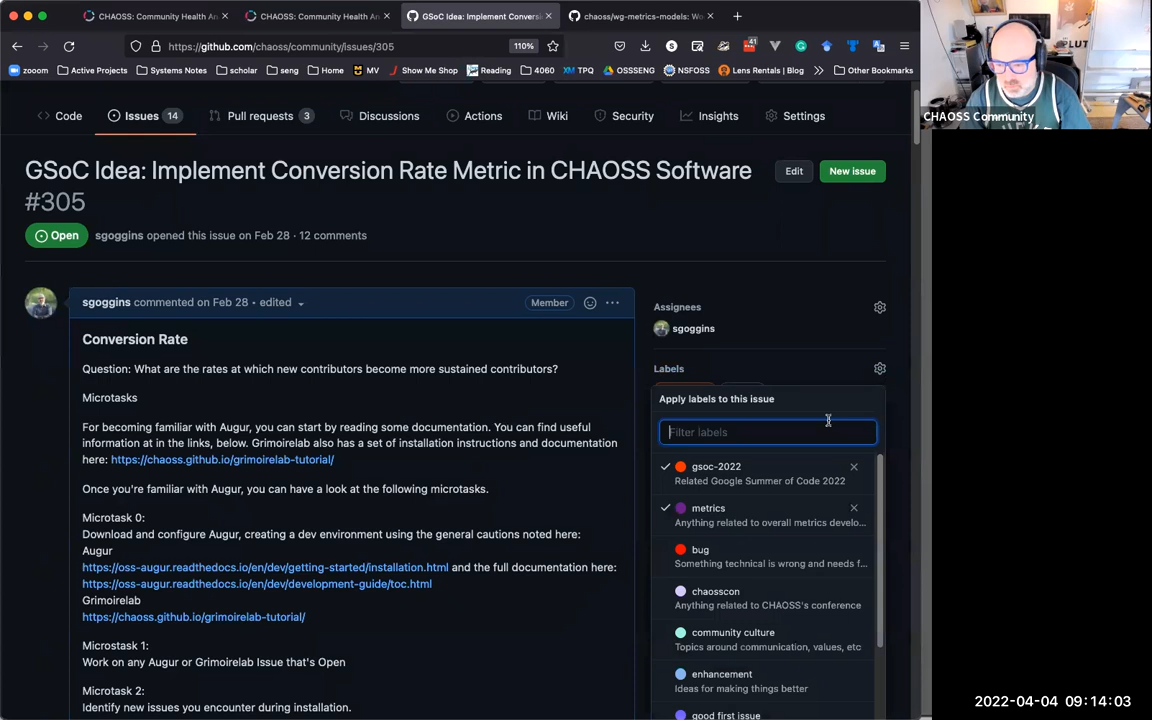 CHAOSS: Community Health An
CHAOSS: Community Health An
GSoC Idea: Implement Conversi
chaoss/wg-metrics-models: Wo
https://github.com/chaoss/community/issues/305
110%
41
zooom
Active Projects
Systems Notes
scholar
seng
Home
MV
Show Me Shop
Reading
4060
TPQ
OSSSENG
NSFOSS
Lens Rentals | Blog
Other Bookmarks
CHAOSS Community
Code
Issues 14
Pull requests 3
Discussions
Actions
Wiki
Security
Insights
Settings
GSoC Idea: Implement Conversion Rate Metric in CHAOSS Software
#305
Edit
New issue
Open
sgoggins opened this issue on Feb 28 · 12 comments
sgoggins commented on Feb 28 • edited
Member
Conversion Rate
Question: What are the rates at which new contributors become more sustained contributors?
Microtasks
For becoming familiar with Augur, you can start by reading some documentation. You can find useful
information at in the links, below. Grimoirelab also has a set of installation instructions and documentation
here: https://chaoss.github.io/grimoirelab-tutorial/
Once you're familiar with Augur, you can have a look at the following microtasks.
Microtask 0:
Download and configure Augur, creating a dev environment using the general cautions noted here:
Augur
https://oss-augur.readthedocs.io/en/dev/getting-started/installation.html and the full documentation here:
https://oss-augur.readthedocs.io/en/dev/development-guide/toc.html
Grimoirelab
https://chaoss.github.io/grimoirelab-tutorial/
Microstask 1:
Work on any Augur or Grimoirelab Issue that's Open
Microtask 2:
Identify new issues you encounter during installation.
Assignees
sgoggins
Labels
Apply labels to this issue
Filter labels
gsoc-2022
Related Google Summer of Code 2022
metrics
Anything related to overall metrics develo...
bug
Something technical is wrong and needs f...
chaosscon
Anything related to CHAOSS's conference
community culture
Topics around communication, values, etc
enhancement
Ideas for making things better
good first issue
2022-04-04 09:14:03